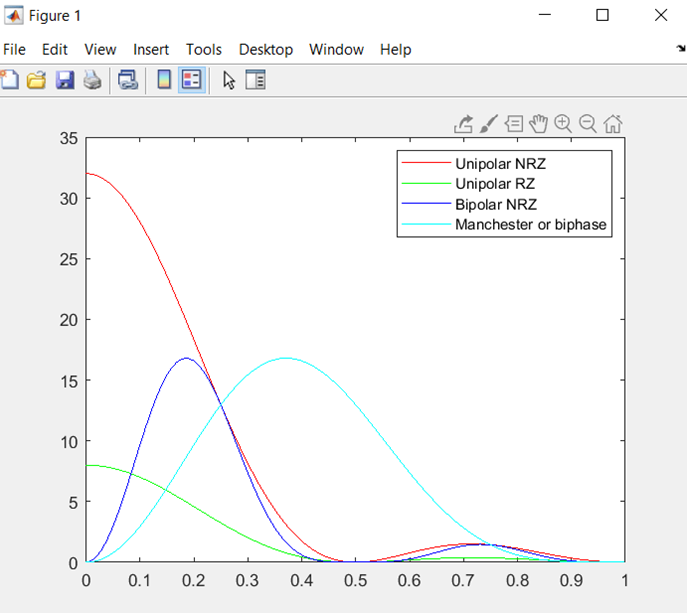 Figure 1
File Edit View Insert Tools Desktop Window Help
35
30
25
20
15
10
5
0
Unipolar NRZ
Unipolar RZ
Bipolar NRZ
Manchester or biphase
0 0.1 0.2 0.3 0.4 0.5 0.6 0.7 0.8 0.9 1